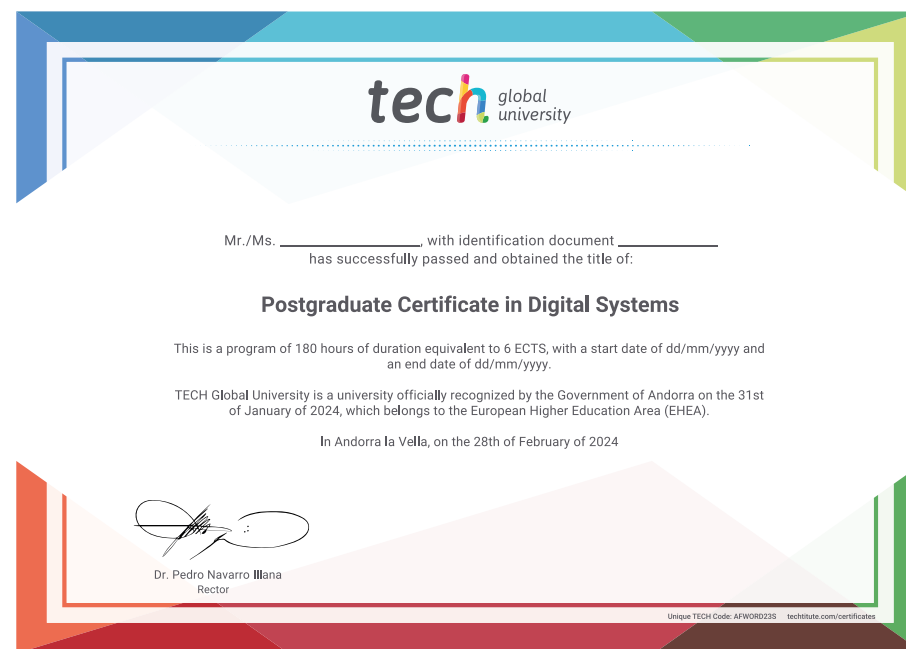 tech global
university
Mr./Ms. ____________, with identification document ____________
has successfully passed and obtained the title of:
Postgraduate Certificate in Digital Systems
This is a program of 180 hours of duration equivalent to 6 ECTS, with a start date of dd/mm/yyyy and
an end date of dd/mm/yyyy.
TECH Global University is a university officially recognized by the Government of Andorra on the 31st
of January of 2024, which belongs to the European Higher Education Area (EHEA).
In Andorra la Vella, on the 28th of February of 2024
Dr. Pedro Navarro Illana
Rector
Unique TECH Code: AFWORD23S techtitute.com/certificates